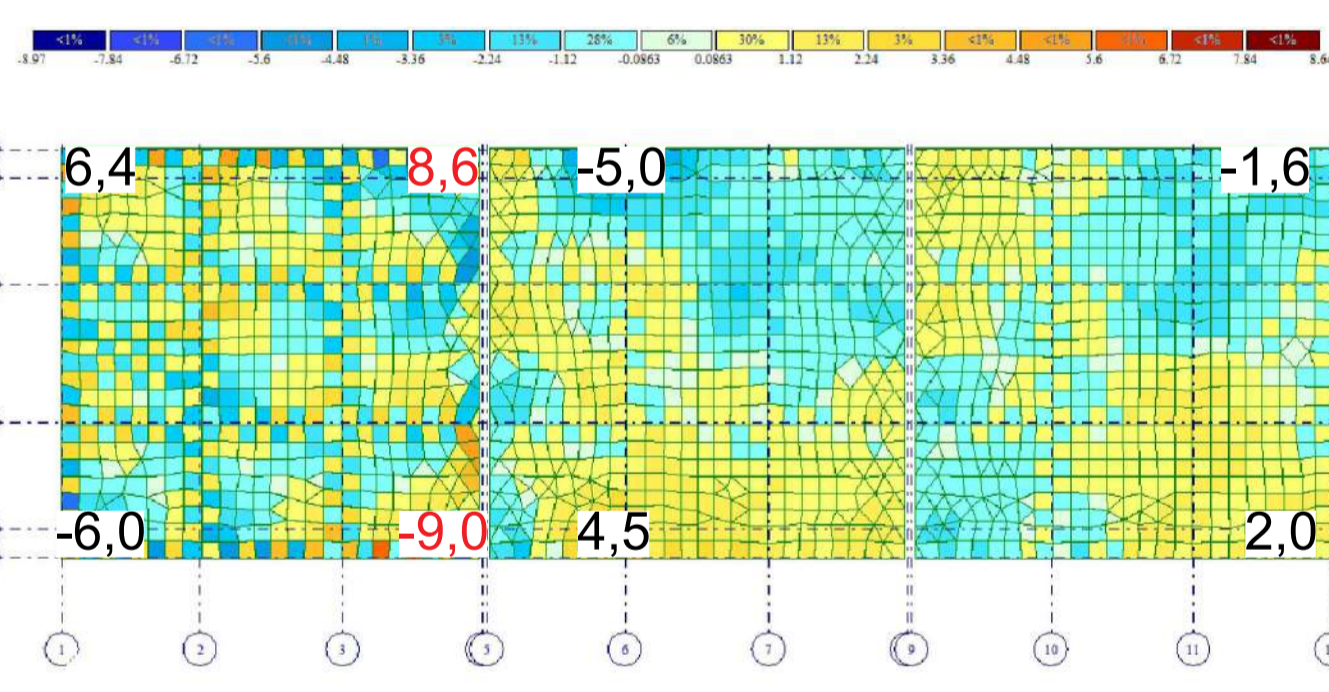 <1% <1% <1% <1% 1% 3% 13% 28% 6% 30% 13% 3% <1% <1% <1% <1% <1%
-8.97 -7.84 -6.72 -5.6 -4.48 -3.36 -2.24 -1.12 -0.0863 0.0863 1.12 2.24 3.36 4.48 5.6 6.72 7.84
6,4 8,6 -5,0 -1,6
-6,0 -9,0 4,5 2,0
1 2 3 5 6 7 9 10 11